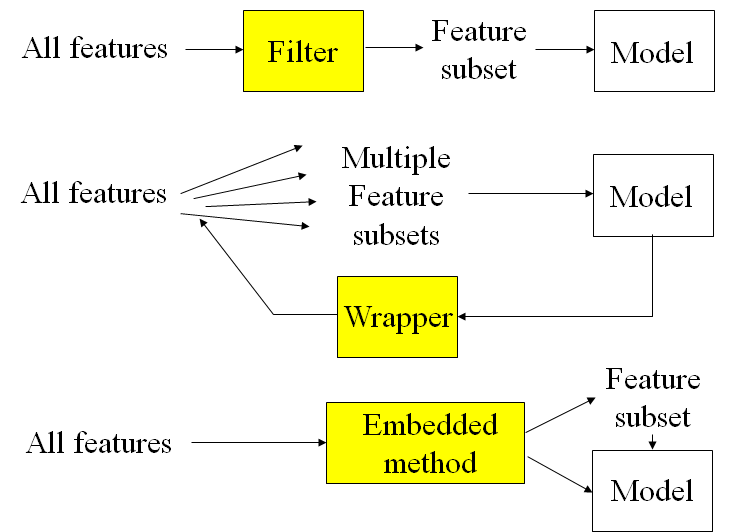 All features
Filter
Feature
subset
Model
All features
Multiple
Feature
subsets
Model
Wrapper
All features
Embedded
method
Feature
subset
Model